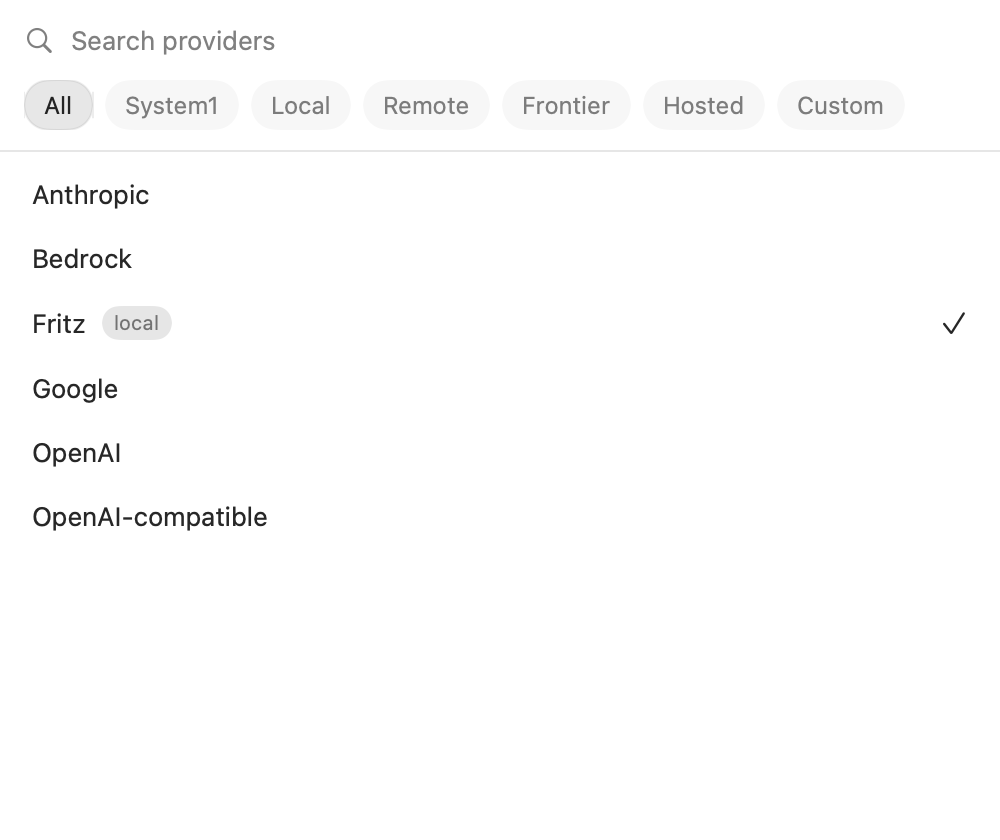 Search providers
All System1 Local Remote Frontier Hosted Custom
Anthropic
Bedrock
Fritz local
Google
OpenAI
OpenAI-compatible